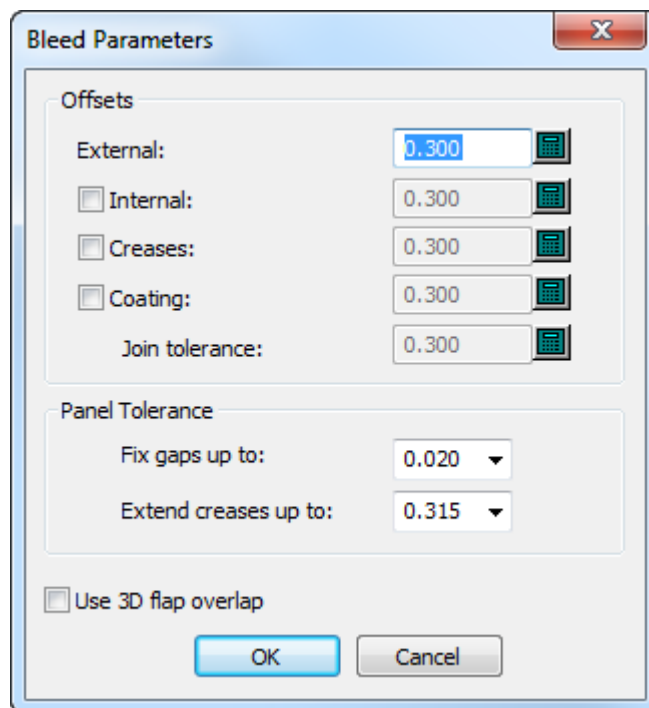 Bleed Parameters
Offsets
External: 0.300
Internal: 0.300
Creases: 0.300
Coating: 0.300
Join tolerance: 0.300
Panel Tolerance
Fix gaps up to: 0.020
Extend creases up to: 0.315
Use 3D flap overlap
OK Cancel